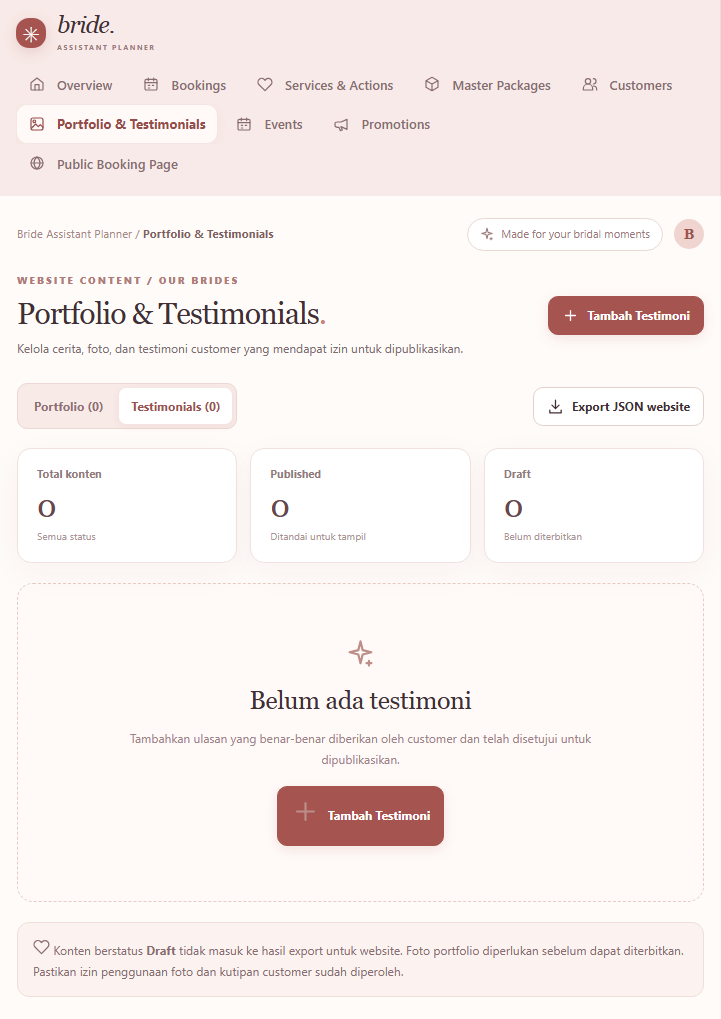 bride.
ASSISTANT PLANNER
Overview
Bookings
Services & Actions
Master Packages
Customers
Portfolio & Testimonials
Events
Promotions
Public Booking Page
Bride Assistant Planner / Portfolio & Testimonials
Made for your bridal moments
B
WEBSITE CONTENT / OUR BRIDES
Portfolio & Testimonials.
Tambah Testimoni
Kelola cerita, foto, dan testimoni customer yang mendapat izin untuk dipublikasikan.
Portfolio (0)
Testimonials (0)
Export JSON website
Total konten
0
Semua status
Published
0
Ditandai untuk tampil
Draft
0
Belum diterbitkan
Belum ada testimoni
Tambahkan ulasan yang benar-benar diberikan oleh customer dan telah disetujui untuk
dipublikasikan.
Tambah Testimoni
Konten berstatus Draft tidak masuk ke hasil export untuk website. Foto portfolio diperlukan sebelum dapat diterbitkan.
Pastikan izin penggunaan foto dan kutipan customer sudah diperoleh.